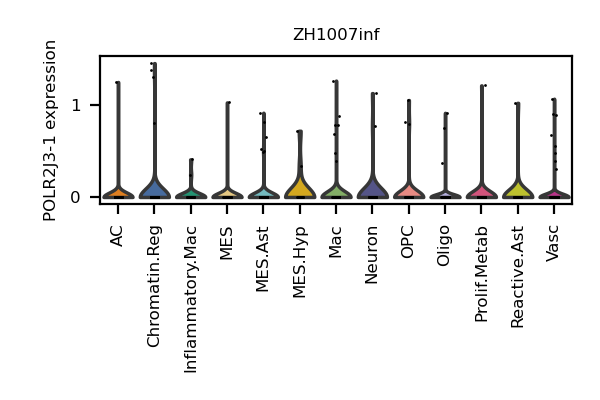 ZH1007inf
POLR2J3-1 expression
1
0
AC
Chromatin.Reg
Inflammatory.Mac
MES
MES.Ast
MES.Hyp
Mac
Neuron
OPC
Oligo
Prolif.Metab
Reactive.Ast
Vasc